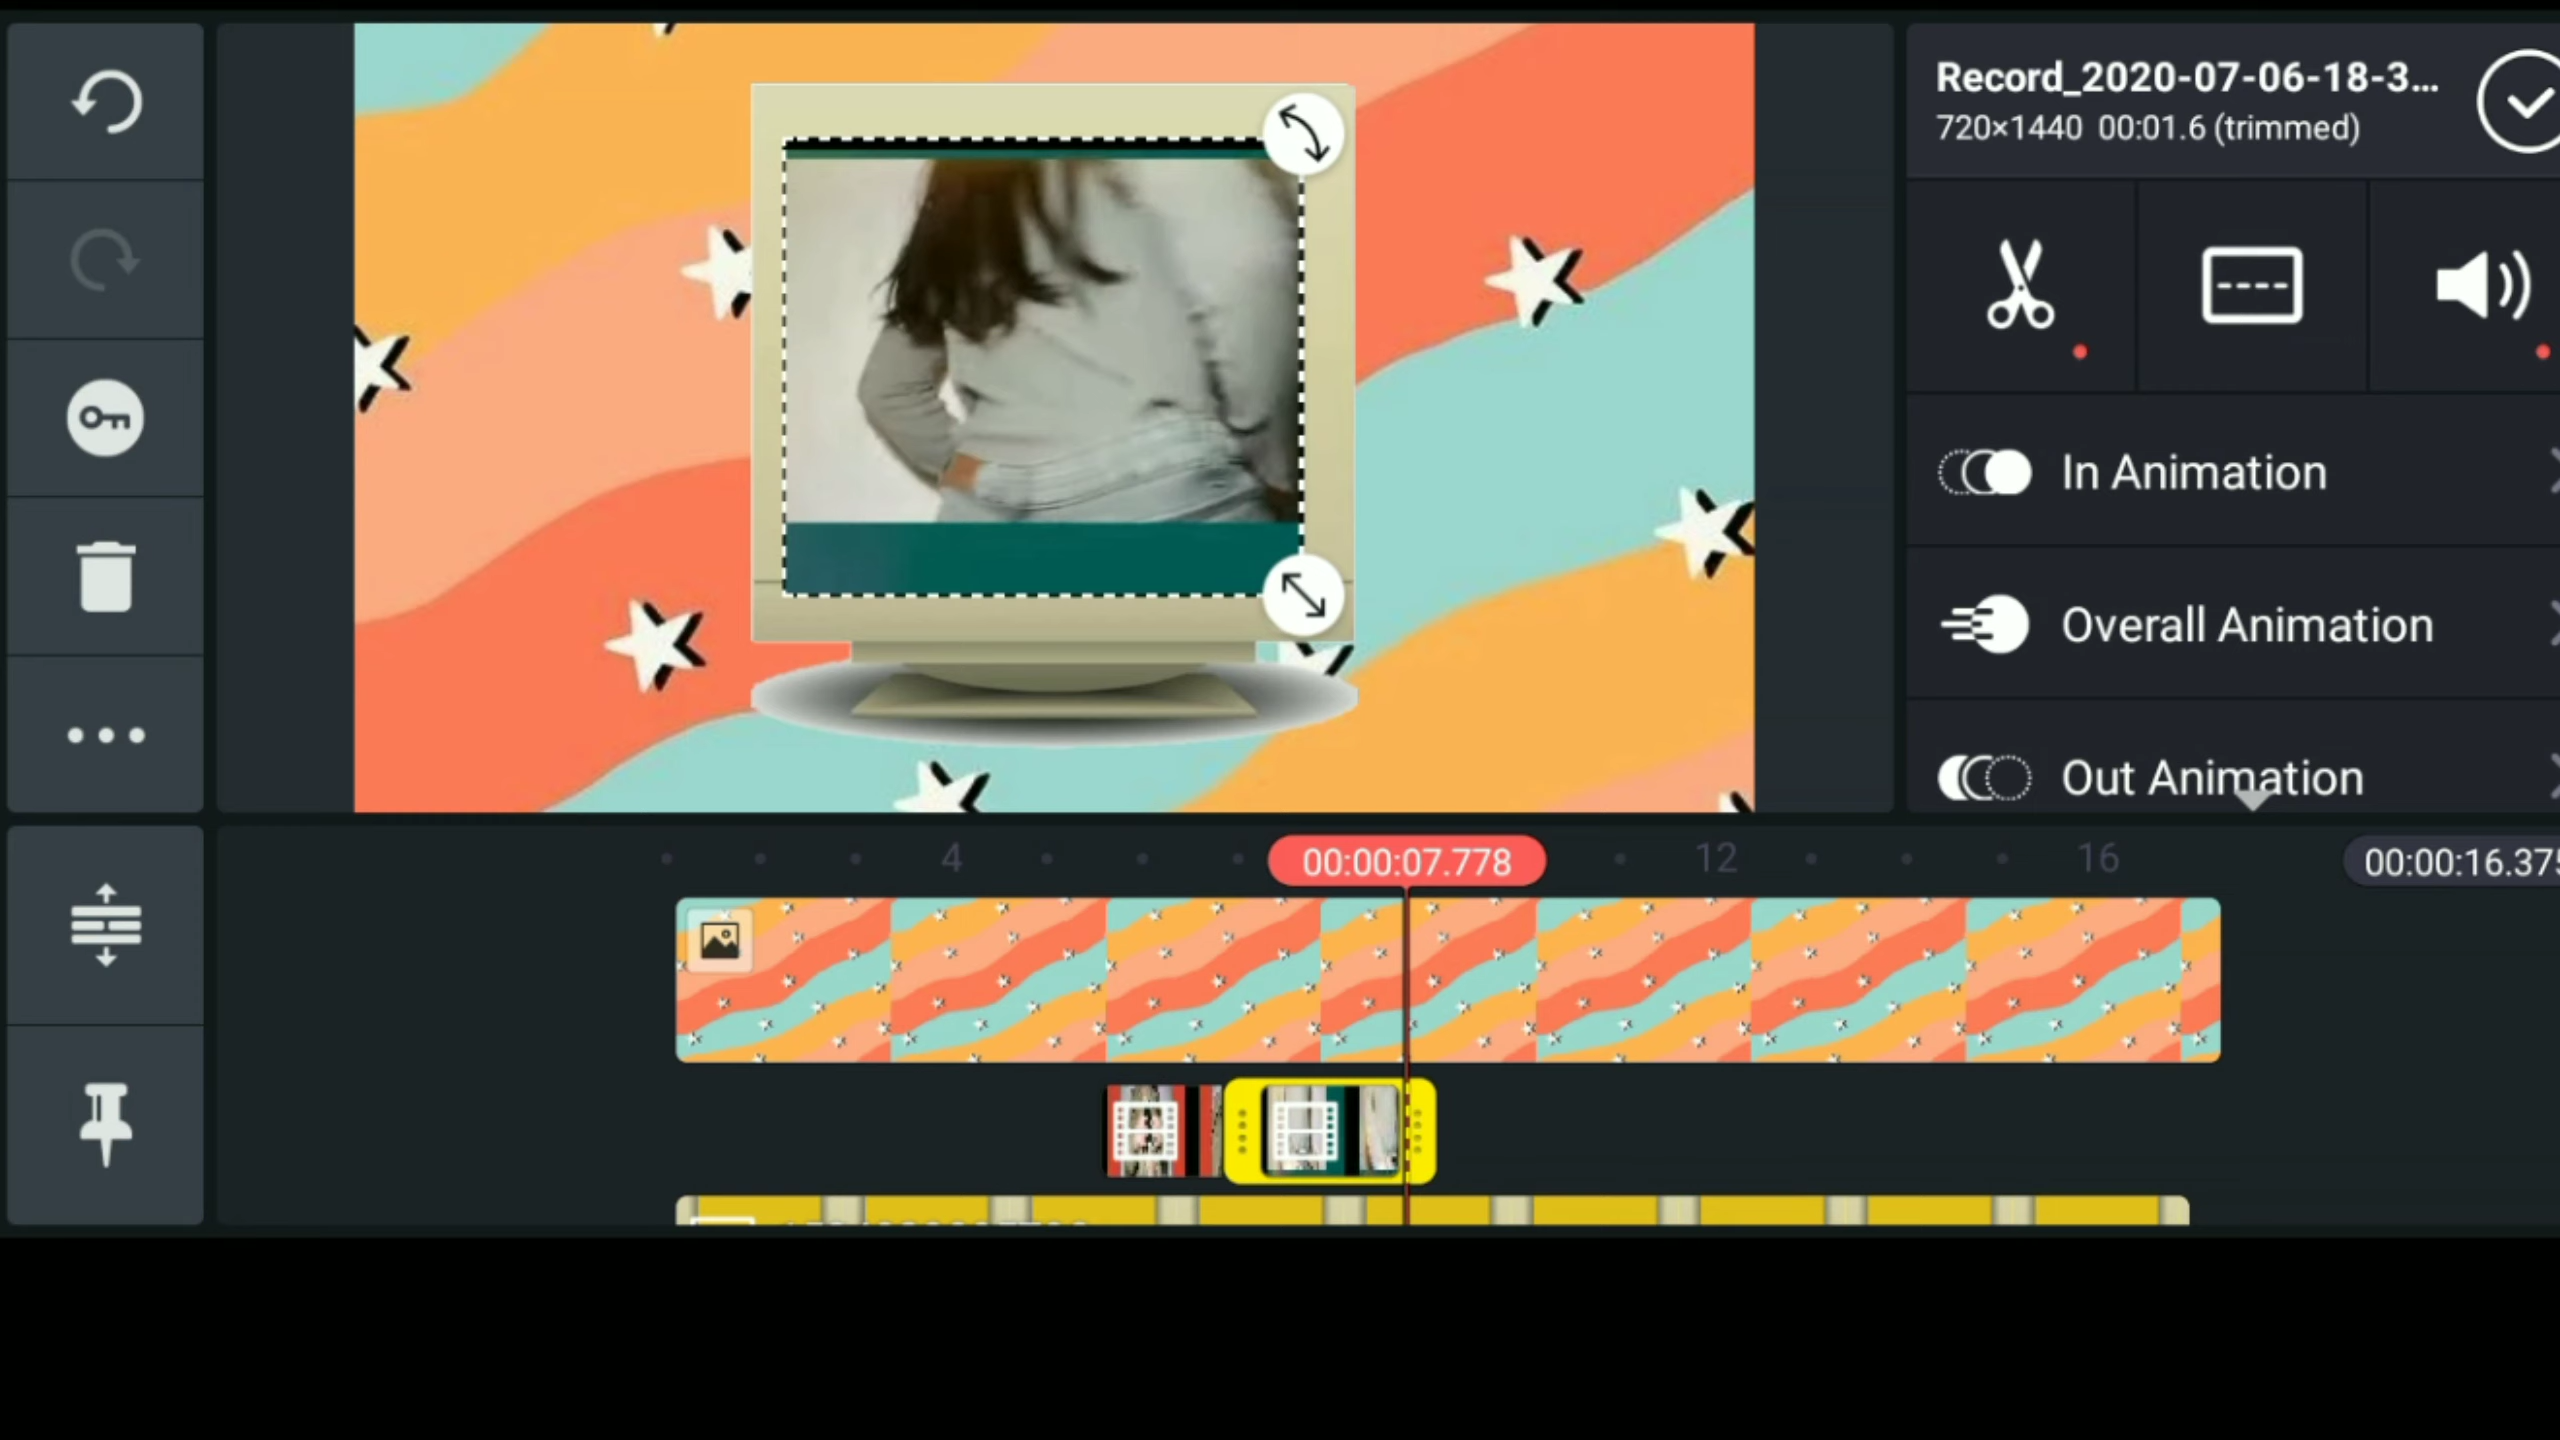 Record_2020-07-06-18-3...
720×1440 00:01.6 (trimmed)
In Animation
Overall Animation
Out Animation
4
00:00:07.778
12
16
00:00:16.375